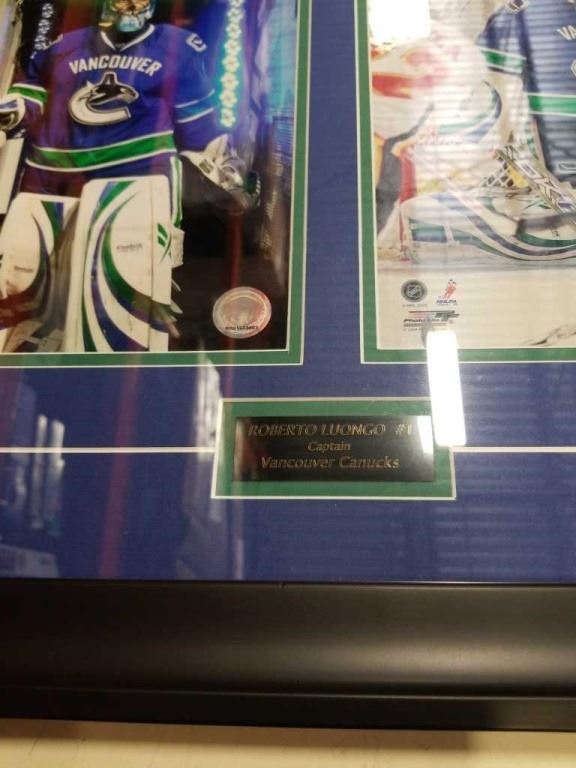 VANCOUVER
ROBERTO LUONGO #1
Captain
Vancouver Canucks